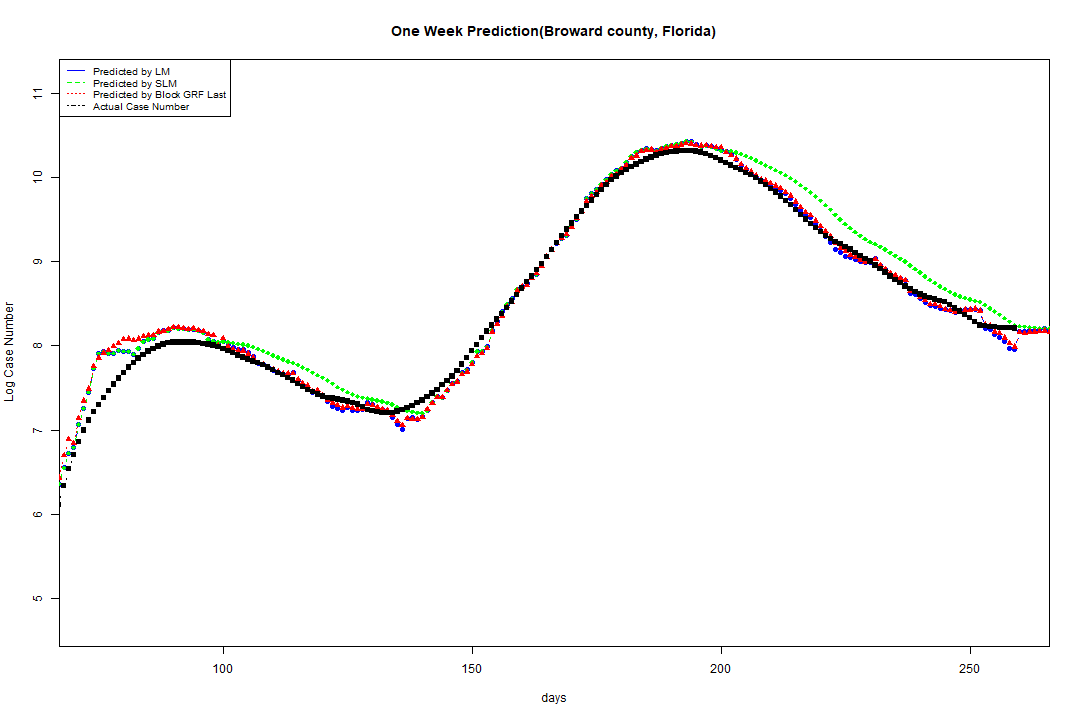 One Week Prediction(Broward county, Florida)
Predicted by LM
Predicted by SLM
Predicted by Block GRF Last
Actual Case Number
Log Case Number
11
10
9
8
7
6
5
100
150
200
250
days